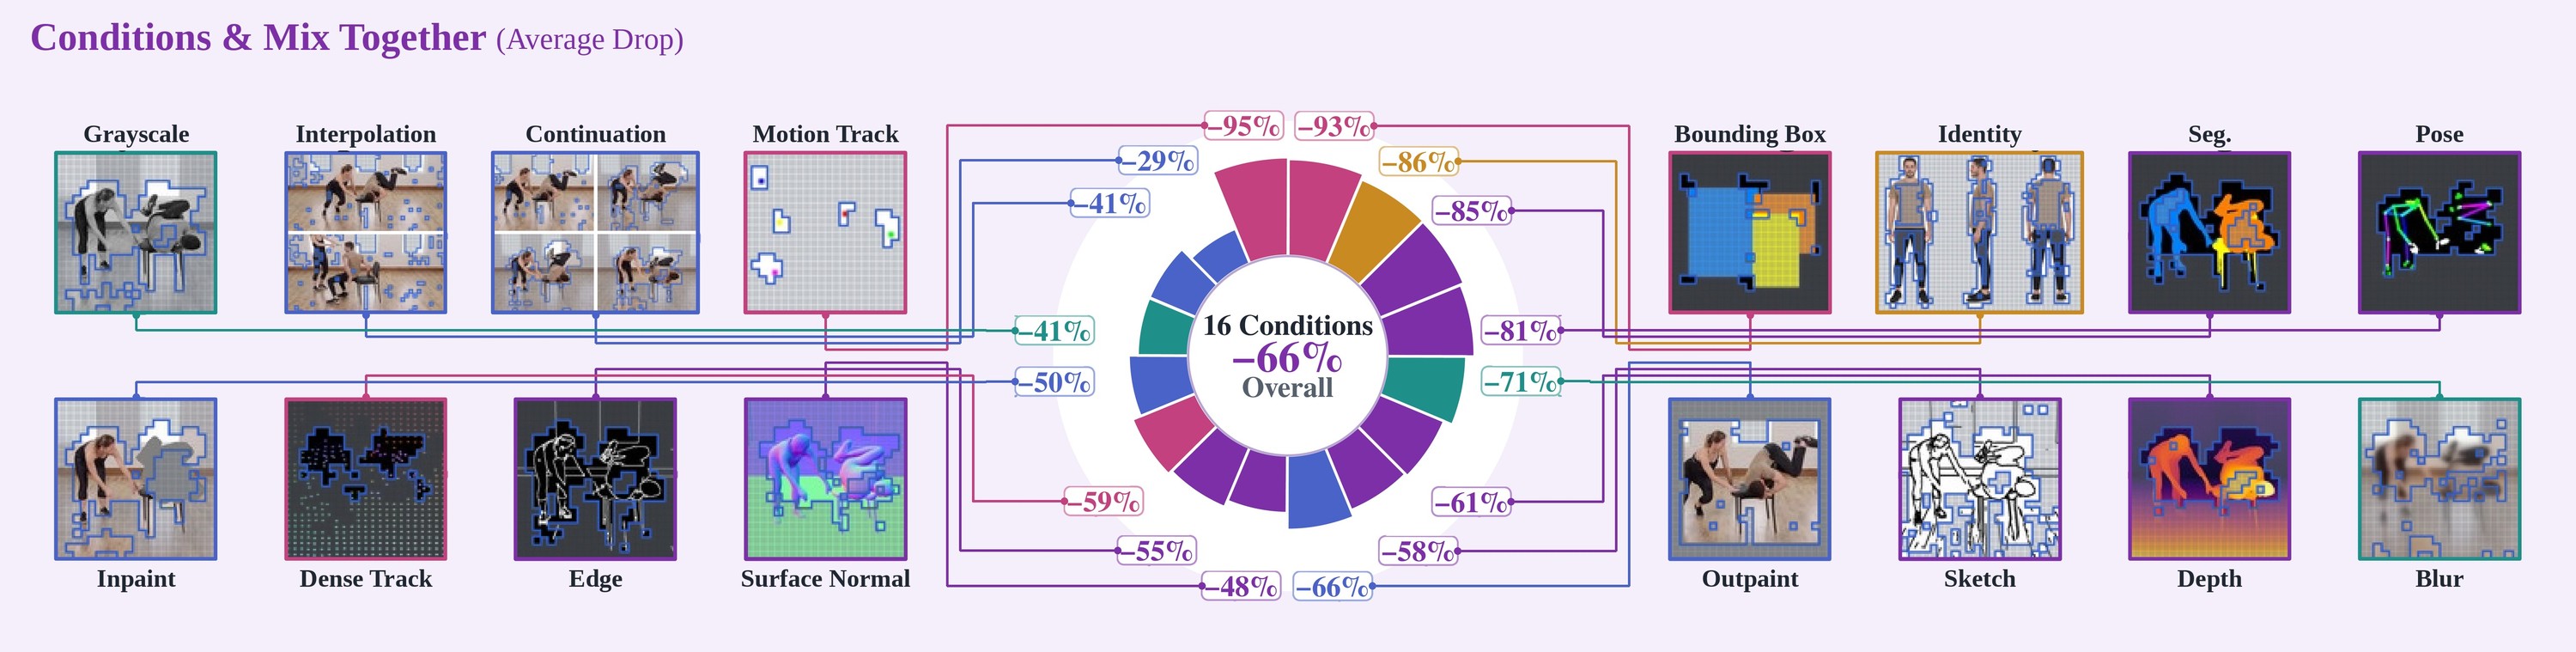 Conditions & Mix Together (Average Drop)
Grayscale
Interpolation
Continuation
Motion Track
−95%
−93%
Bounding Box
Identity
Seg.
Pose
−29%
−86%
−41%
−85%
−41%
16 Conditions
−66%
Overall
−81%
−50%
−71%
−59%
−61%
−55%
−58%
−48%
−66%
Inpaint
Dense Track
Edge
Surface Normal
Outpaint
Sketch
Depth
Blur